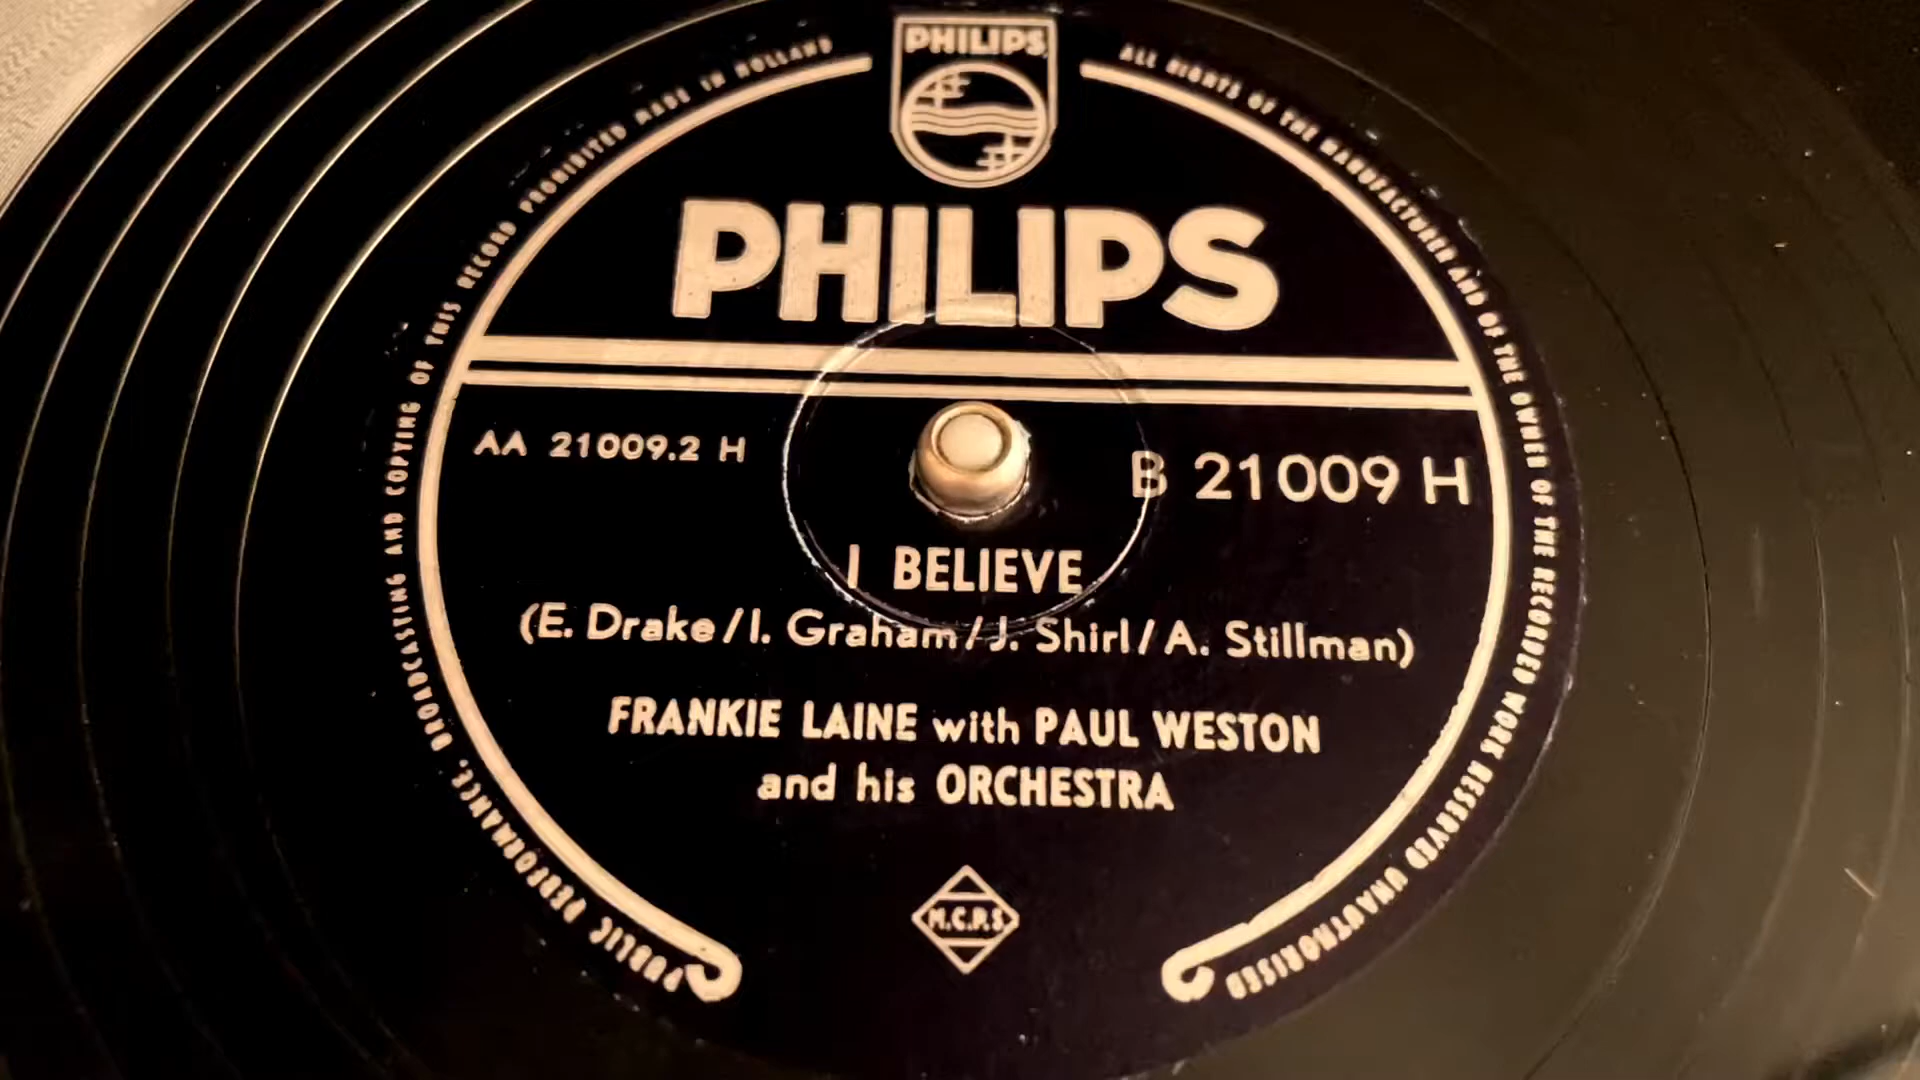 PHILIPS
PHILIPS
AA 21009.2 H
B 21009 H
I BELIEVE
(E. Drake/I. Graham/J. Shirl/A. Stillman)
FRANKIE LAINE with PAUL WESTON
and his ORCHESTRA
M.C.P.S
ALL RIGHTS OF THE MANUFACTURER AND OF THE OWNER OF THE RECORDED WORK RESERVED UNAUTHORISED
PUBLIC PERFORMANCE, BROADCASTING AND COPYING OF THIS RECORD PROHIBITED MADE IN HOLLAND